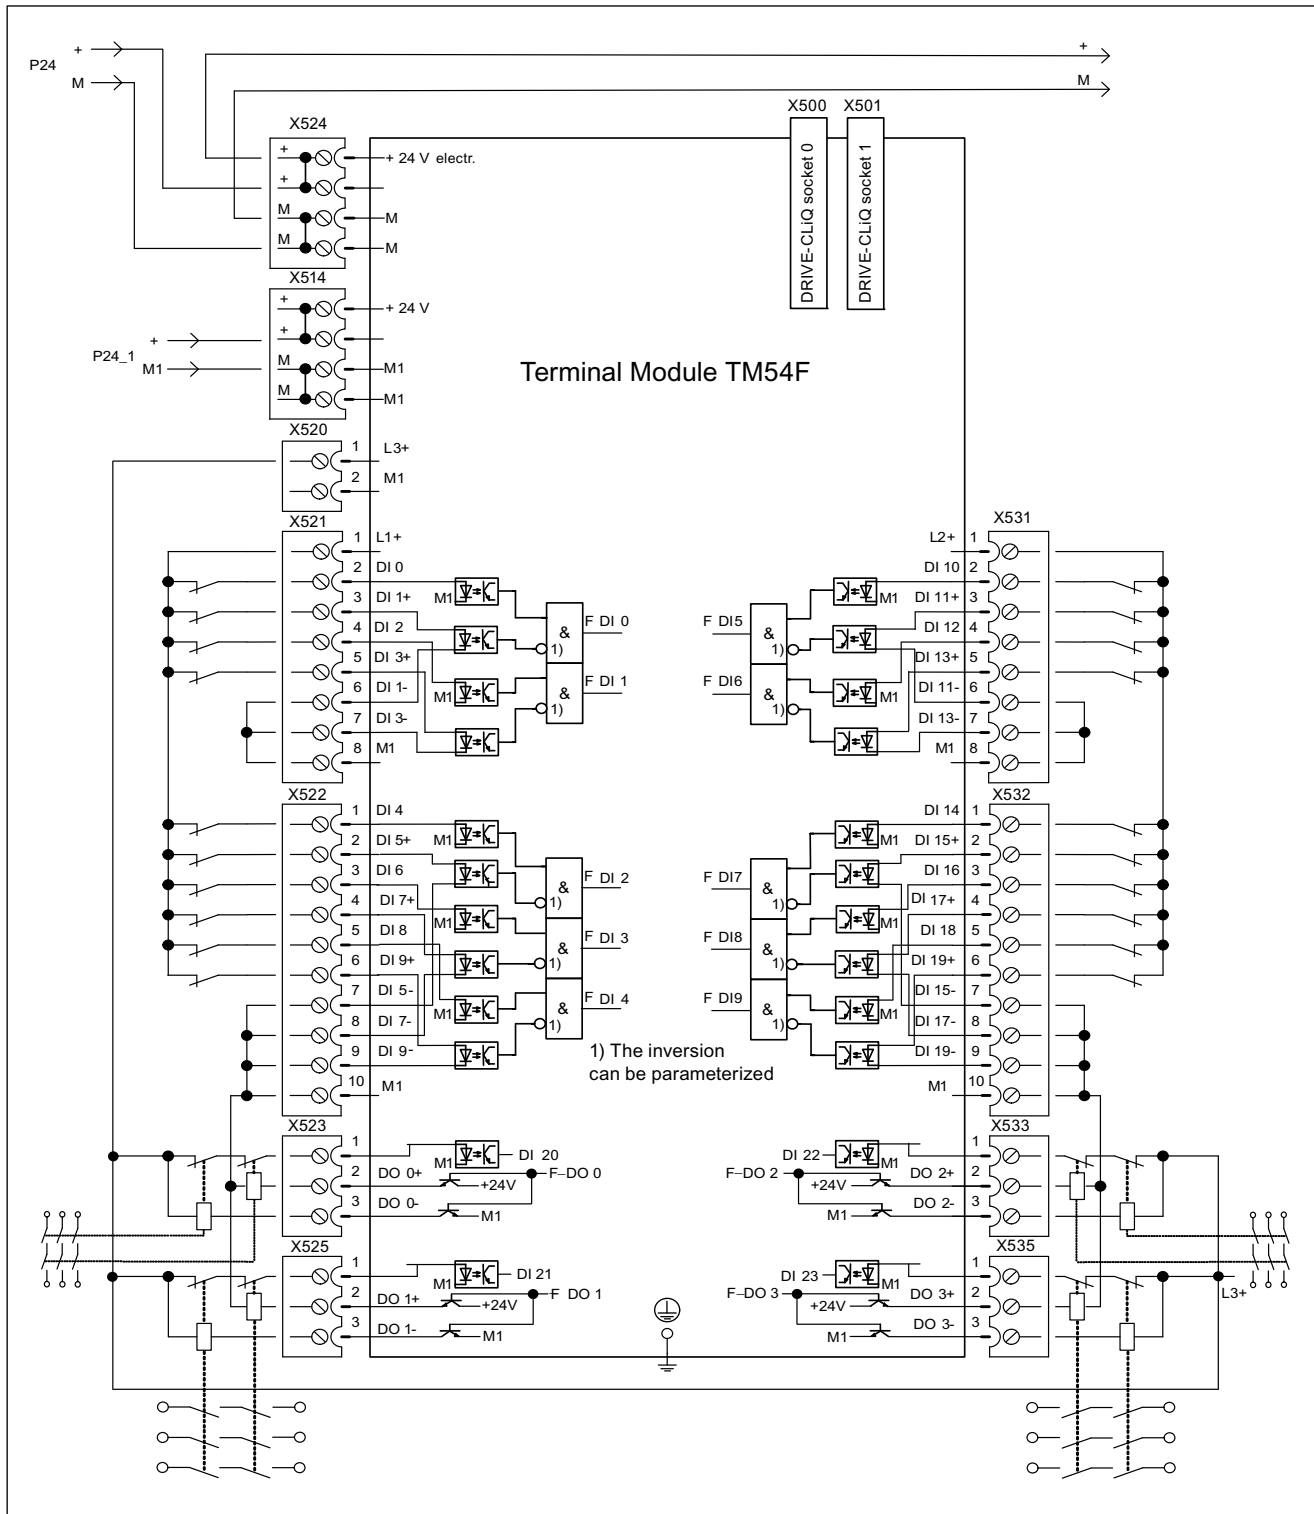 +
P24
M
+
M
X500 X501
DRIVE-CLiQ socket 0
DRIVE-CLiQ socket 1
X524
+ + 24 V electr.
+
M M
M M
X514
+ + 24 V
+
M M1
M M1
+
P24_1
M1
Terminal Module TM54F
X520
1 L3+
2 M1
X521
1 L1+
2 DI 0
3 DI 1+
4 DI 2
5 DI 3+
6 DI 1-
7 DI 3-
8 M1
M1
& F DI 0
1)
M1
& F DI 1
1)
X531
L2+ 1
DI 10 2
DI 11+ 3
DI 12 4
DI 13+ 5
DI 11- 6
DI 13- 7
M1 8
M1
F DI5 &
1)
M1
F DI6 &
1)
X522
1 DI 4
2 DI 5+
3 DI 6
4 DI 7+
5 DI 8
6 DI 9+
7 DI 5-
8 DI 7-
9 DI 9-
10 M1
M1
& F DI 2
1)
M1
& F DI 3
1)
M1
& F DI 4
1)
X532
DI 14 1
DI 15+ 2
DI 16 3
DI 17+ 4
DI 18 5
DI 19+ 6
DI 15- 7
DI 17- 8
DI 19- 9
M1 10
M1
F DI7 &
1)
M1
F DI8 &
1)
M1
F DI9 &
1)
1) The inversion
can be parameterized
X523
1
2 DO 0+
3 DO 0-
M1 DI 20
+24V
F–DO 0
M1
X533
1
DO 2+ 2
DO 2- 3
DI 22 M1
F–DO 2
+24V
M1
X525
1
2 DO 1+
3 DO 1-
M1 DI 21
+24V
F DO 1
M1
X535
1
DO 3+ 2
DO 3- 3
DI 23 M1
F–DO 3
+24V
M1
L3+